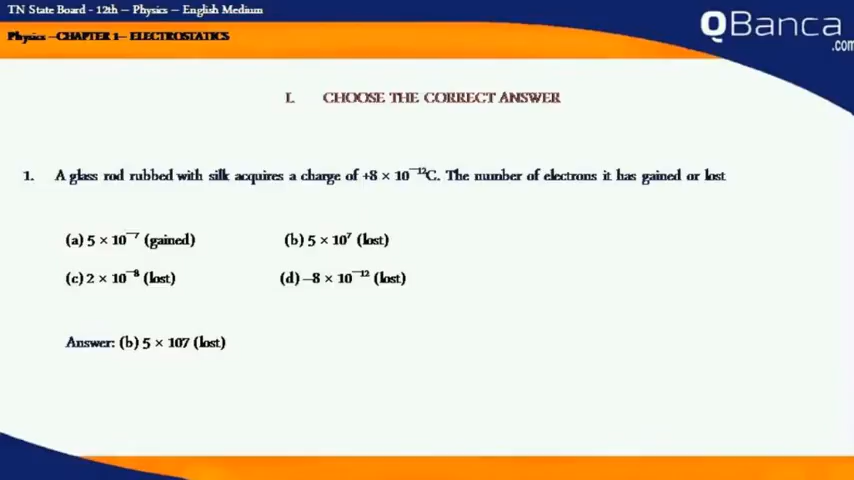 TN State Board - 12th – Physics – English Medium
QBanca
.com
Physics –CHAPTER 1– ELECTROSTATICS
I. CHOOSE THE CORRECT ANSWER
1. A glass rod rubbed with silk acquires a charge of +8 × 10⁻¹²C. The number of electrons it has gained or lost
(a) 5 × 10⁻⁷ (gained) (b) 5 × 10⁷ (lost)
(c) 2 × 10⁻⁸ (lost) (d) –8 × 10⁻¹² (lost)
Answer: (b) 5 × 107 (lost)